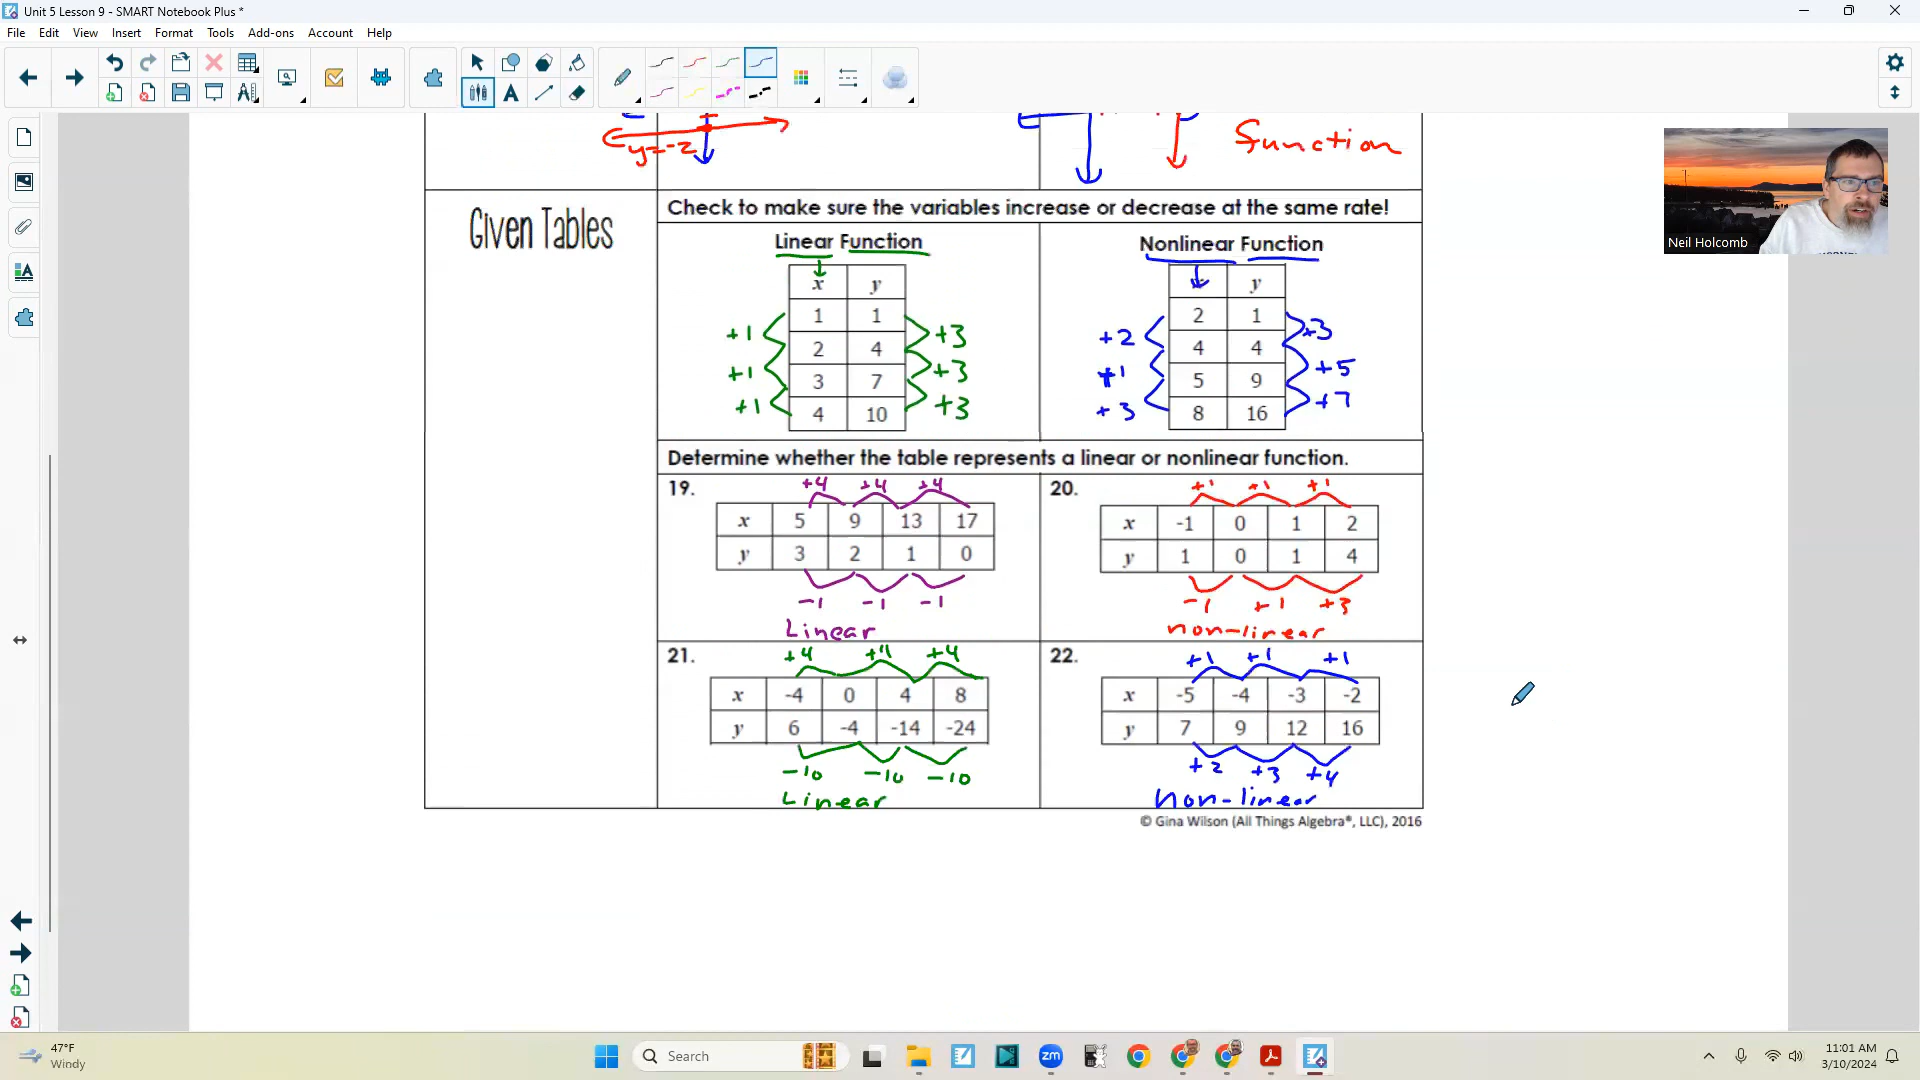 Unit 5 Lesson 9 - SMART Notebook Plus *
File Edit View Insert Format Tools Add-ons Account Help
y=-2
function
Neil Holcomb
Given Tables
Check to make sure the variables increase or decrease at the same rate!
Linear Function
x y
1 1
2 4
3 7
4 10
+1 +3
+1 +3
+1 +3
Nonlinear Function
y
2 1
4 4
5 9
8 16
+2 +3
+1 +5
+3 +7
Determine whether the table represents a linear or nonlinear function.
19.
+4 +4 +4
x 5 9 13 17
y 3 2 1 0
-1 -1 -1
Linear
20.
+1 +1 +1
x -1 0 1 2
y 1 0 1 4
-1 +1 +3
non-linear
21.
+4 +4 +4
x -4 0 4 8
y 6 -4 -14 -24
-10 -10 -10
Linear
22.
+1 +1 +1
x -5 -4 -3 -2
y 7 9 12 16
+2 +3 +4
non-linear
© Gina Wilson (All Things Algebra®, LLC), 2016
47°F
Windy
Search
zm
11:01 AM
3/10/2024